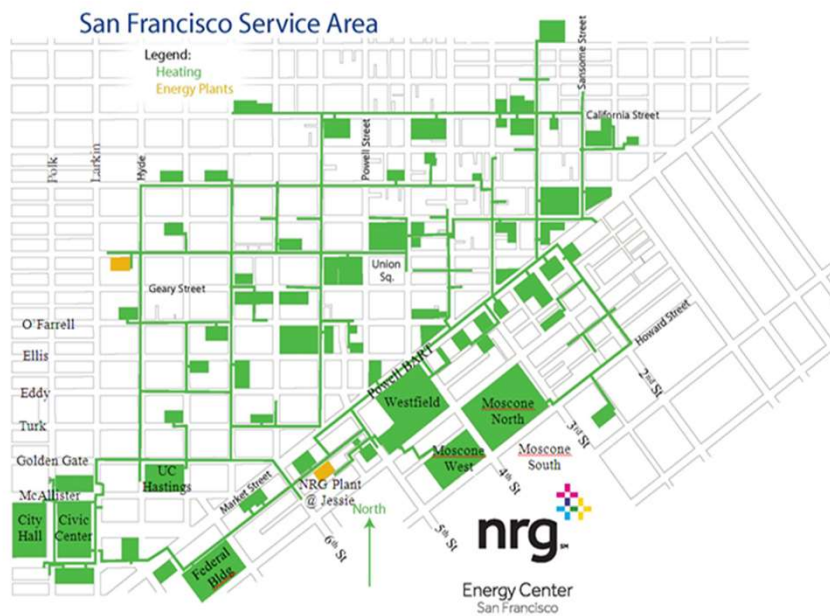 San Francisco Service Area
Legend:
Heating
Energy Plants
Sansome Street
California Street
Polk
Larkin
Hyde
Powell Street
Union
Sq.
Geary Street
O'Farrell
Ellis
Eddy
Turk
Golden Gate
McAllister
Howard Street
2nd St
3rd St
4th St
5th St
6th St
Powell BART
Westfield
Moscone
North
Moscone
West
Moscone
South
UC
Hastings
Market Street
NRG Plant
@ Jessie
North
City
Hall
Civic
Center
Federal
Bldg
nrg
SM
Energy Center
San Francisco